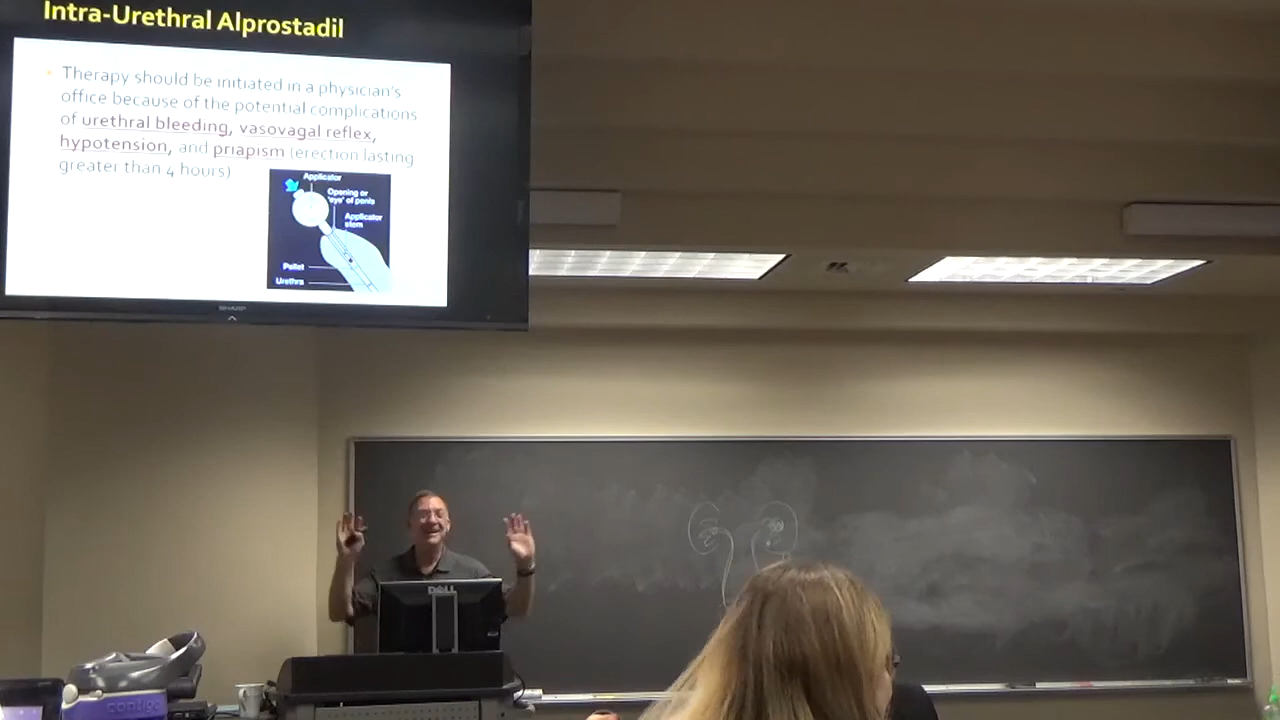 Intra-Urethral Alprostadil
Therapy should be initiated in a physician's
office because of the potential complications
of urethral bleeding, vasovagal reflex,
hypotension, and priapism (erection lasting
greater than 4 hours)
Applicator
Opening or
'eye' of penis
Applicator
stem
Pellet
Urethra
SHARP
DELL
contigo